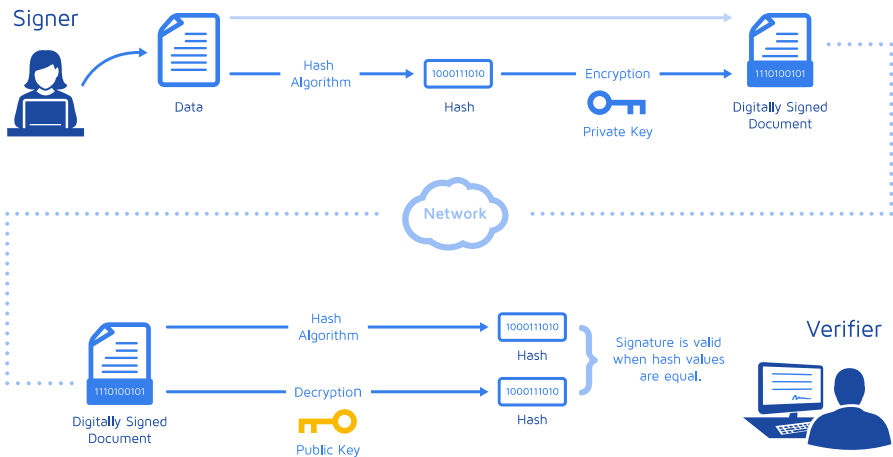 Signer
Hash
Algorithm
1000111010
Encryption
1110100101
Data
Hash
Private Key
Digitally Signed
Document
Network
Hash
Algorithm
1000111010
Hash
Signature is valid
when hash values
are equal.
Verifier
1110100101
Decryption
1000111010
Digitally Signed
Document
Public Key
Hash